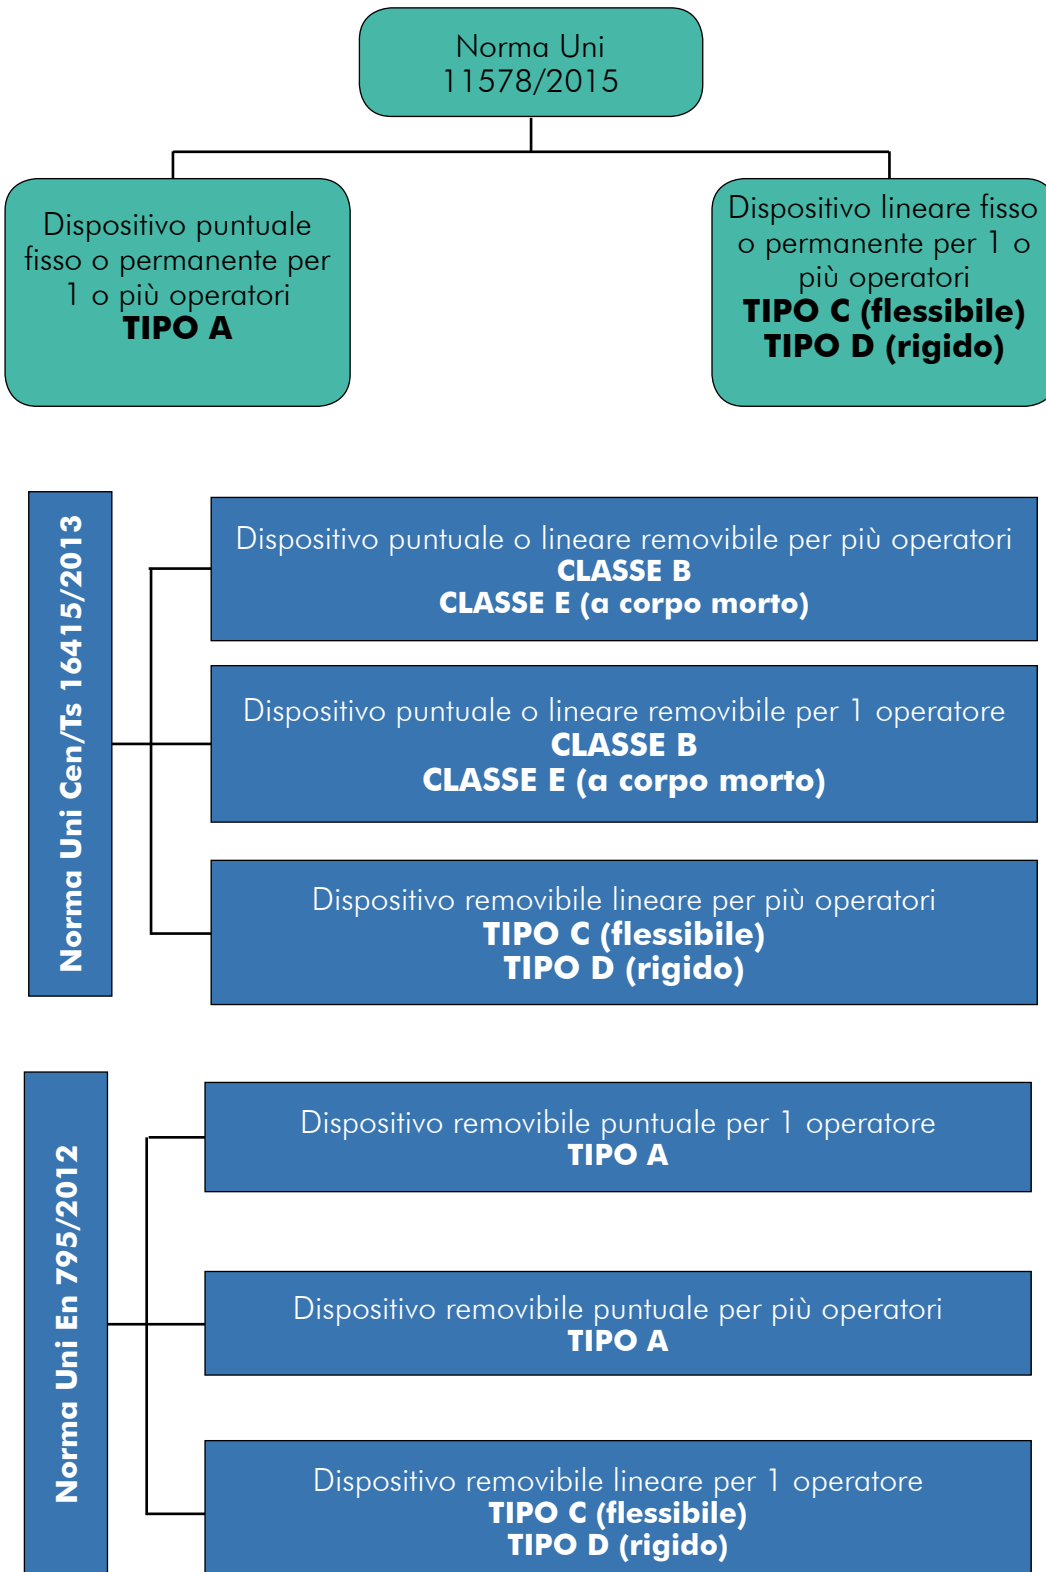 Norma Uni
11578/2015
Dispositivo puntuale
fisso o permanente per
1 o più operatori
TIPO A
Dispositivo lineare fisso
o permanente per 1 o
più operatori
TIPO C (flessibile)
TIPO D (rigido)
Norma Uni Cen/Ts 16415/2013
Dispositivo puntuale o lineare removibile per più operatori
CLASSE B
CLASSE E (a corpo morto)
Dispositivo puntuale o lineare removibile per 1 operatore
CLASSE B
CLASSE E (a corpo morto)
Dispositivo removibile lineare per più operatori
TIPO C (flessibile)
TIPO D (rigido)
Norma Uni En 795/2012
Dispositivo removibile puntuale per 1 operatore
TIPO A
Dispositivo removibile puntuale per più operatori
TIPO A
Dispositivo removibile lineare per 1 operatore
TIPO C (flessibile)
TIPO D (rigido)